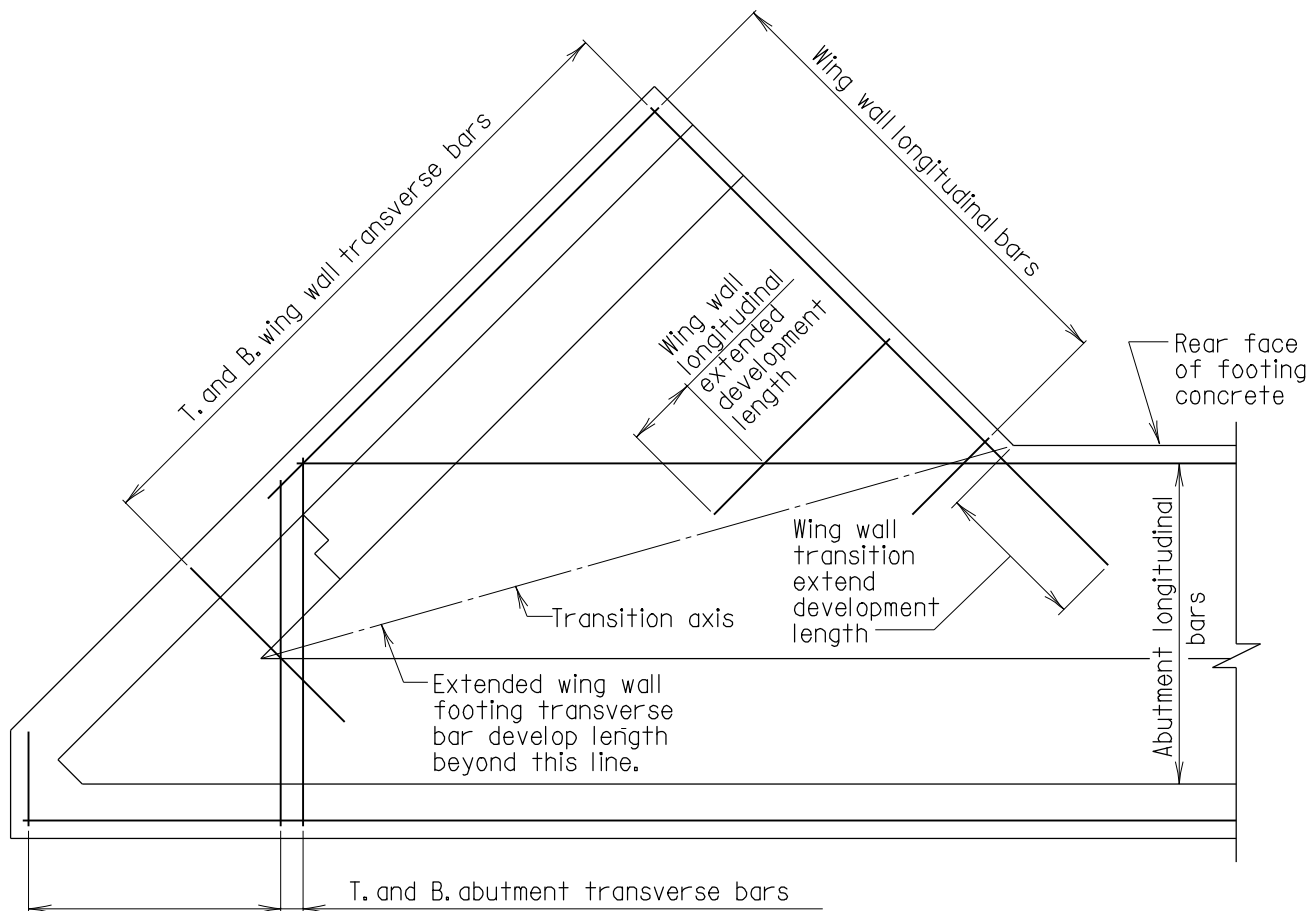 Wing wall longitudinal bars
T. and B. wing wall transverse bars
Wing wall
longitudinal
extended
development
length
Rear face
of footing
concrete
Wing wall
transition
extend
development
length
Abutment longitudinal
bars
Transition axis
Extended wing wall
footing transverse
bar develop length
beyond this line.
T. and B. abutment transverse bars